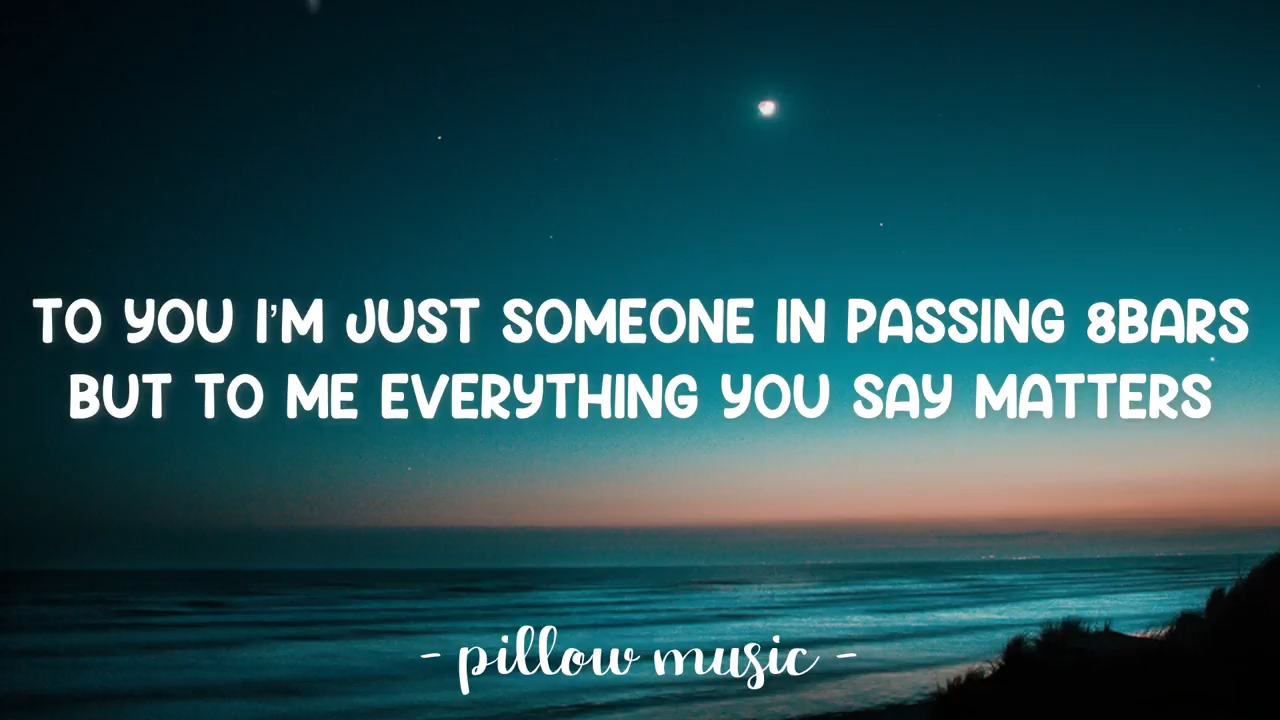 TO YOU I'M JUST SOMEONE IN PASSING 8BARS
BUT TO ME EVERYTHING YOU SAY MATTERS
- pillow music -